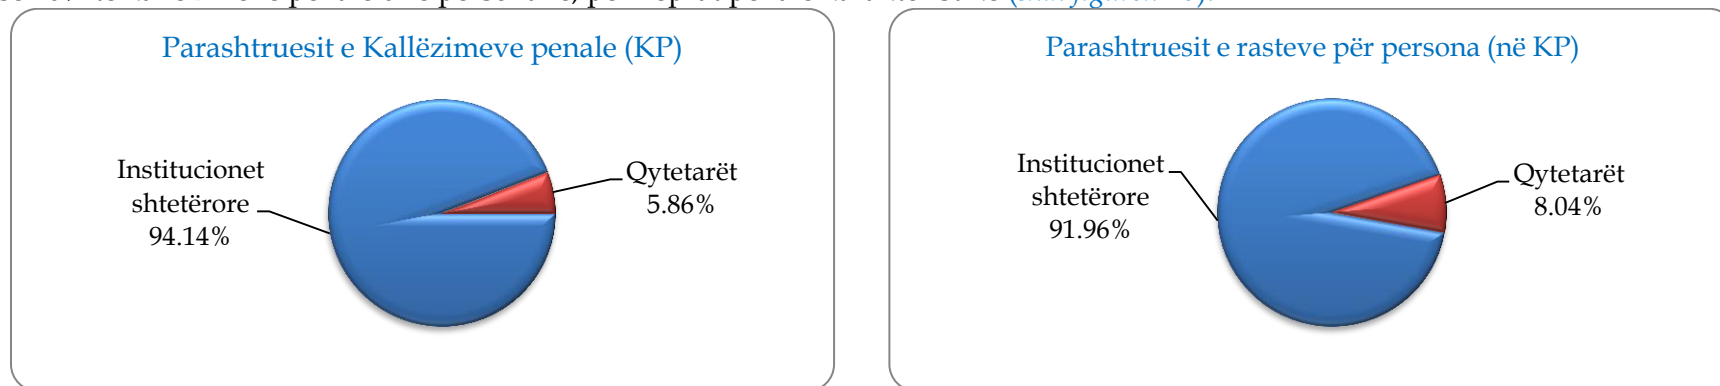 Parashtruesit e Kallëzimeve penale (KP)
Institucionet
shtetërore
94.14%
Qytetarët
5.86%
Parashtruesit e rasteve për persona (në KP)
Institucionet
shtetërore
91.96%
Qytetarët
8.04%